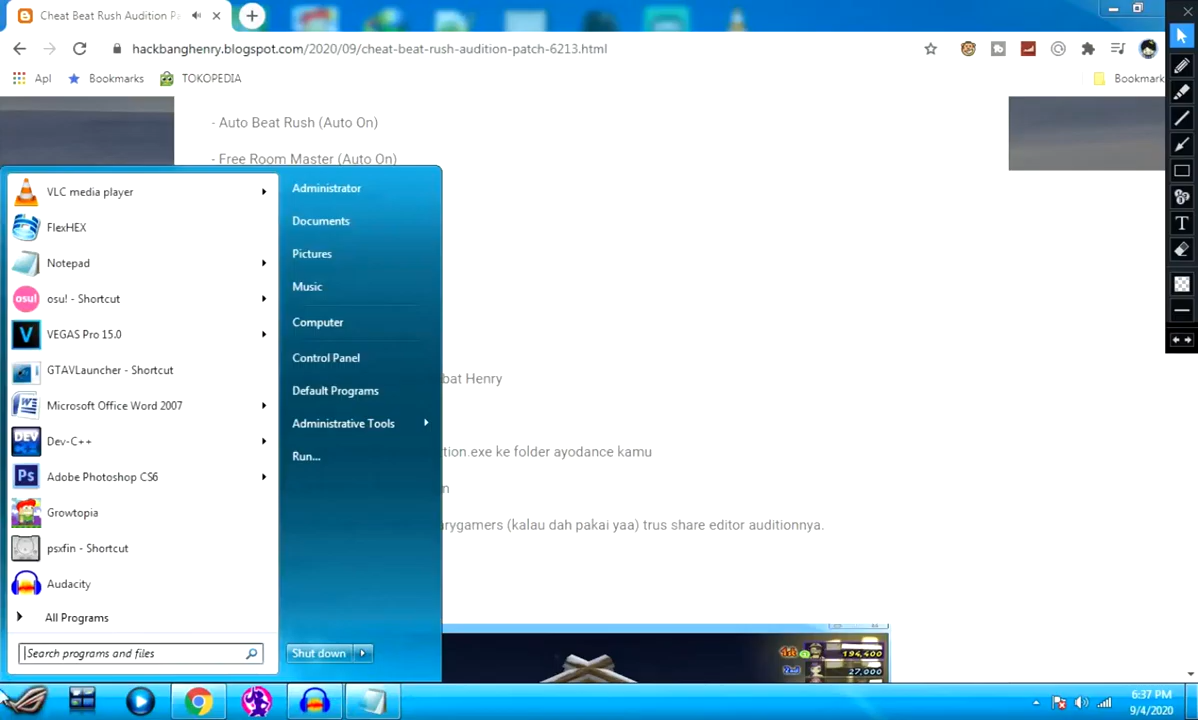 Cheat Beat Rush Audition Pa
hackbanghenry.blogspot.com/2020/09/cheat-beat-rush-audition-patch-6213.html
Apl
Bookmarks
TOKOPEDIA
Bookmark
- Auto Beat Rush (Auto On)
- Free Room Master (Auto On)
bat Henry
tion.exe ke folder ayodance kamu
n
rygamers (kalau dah pakai yaa) trus share editor auditionnya.
VLC media player
FlexHEX
Notepad
osu! - Shortcut
VEGAS Pro 15.0
GTAVLauncher - Shortcut
Microsoft Office Word 2007
Dev-C++
Adobe Photoshop CS6
Growtopia
psxfin - Shortcut
Audacity
All Programs
Search programs and files
Administrator
Documents
Pictures
Music
Computer
Control Panel
Default Programs
Administrative Tools
Run...
Shut down
osu!
V
DEV
Ps
T
194,400
27,000
6:37 PM
9/4/2020